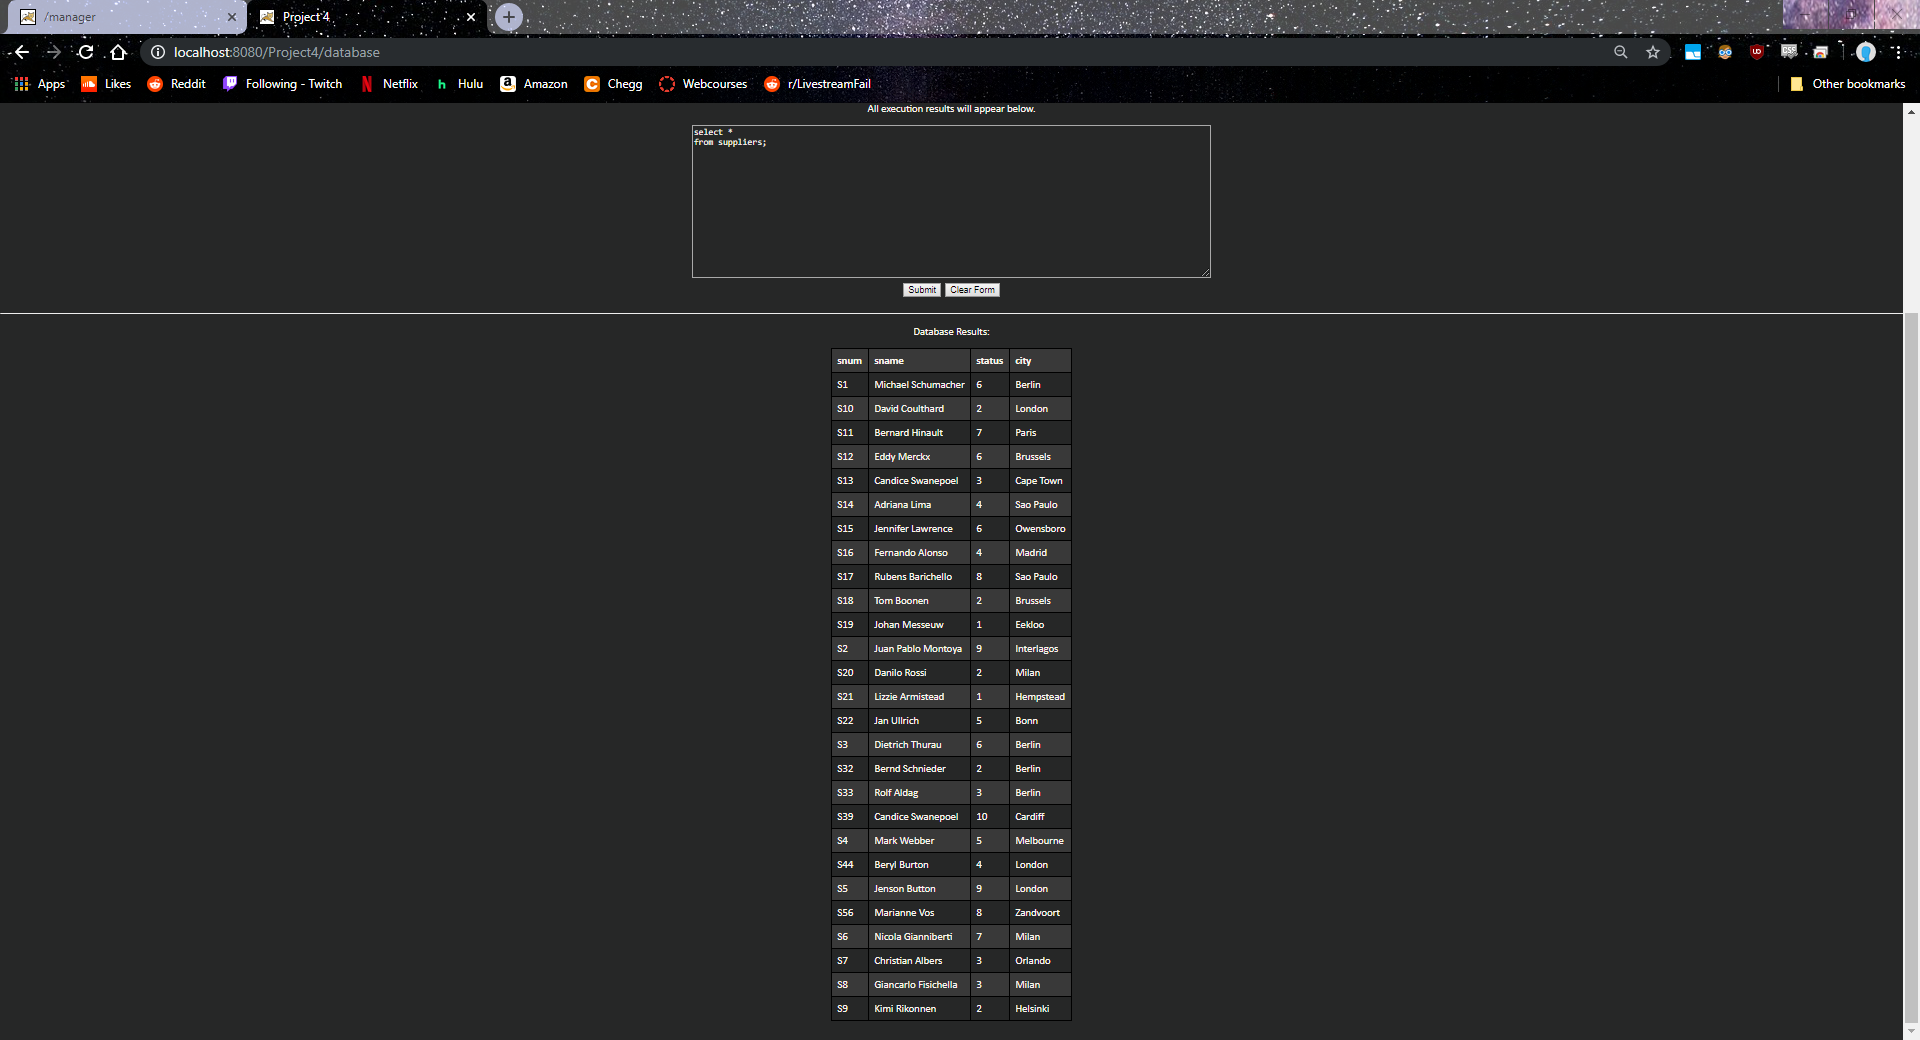 /manager
Project 4
localhost:8080/Project4/database
Apps Likes Reddit Following - Twitch Netflix Hulu Amazon Chegg Webcourses r/LivestreamFail Other bookmarks
All execution results will appear below.
select *
from suppliers;
Submit Clear Form
Database Results:
snum sname status city
S1 Michael Schumacher 6 Berlin
S10 David Coulthard 2 London
S11 Bernard Hinault 7 Paris
S12 Eddy Merckx 6 Brussels
S13 Candice Swanepoel 3 Cape Town
S14 Adriana Lima 4 Sao Paulo
S15 Jennifer Lawrence 6 Owensboro
S16 Fernando Alonso 4 Madrid
S17 Rubens Barichello 8 Sao Paulo
S18 Tom Boonen 2 Brussels
S19 Johan Messeuw 1 Eekloo
S2 Juan Pablo Montoya 9 Interlagos
S20 Danilo Rossi 2 Milan
S21 Lizzie Armistead 1 Hempstead
S22 Jan Ullrich 5 Bonn
S3 Dietrich Thurau 6 Berlin
S32 Bernd Schnieder 2 Berlin
S33 Rolf Aldag 3 Berlin
S39 Candice Swanepoel 10 Cardiff
S4 Mark Webber 5 Melbourne
S44 Beryl Burton 4 London
S5 Jenson Button 9 London
S56 Marianne Vos 8 Zandvoort
S6 Nicola Gianniberti 7 Milan
S7 Christian Albers 3 Orlando
S8 Giancarlo Fisichella 3 Milan
S9 Kimi Rikonnen 2 Helsinki